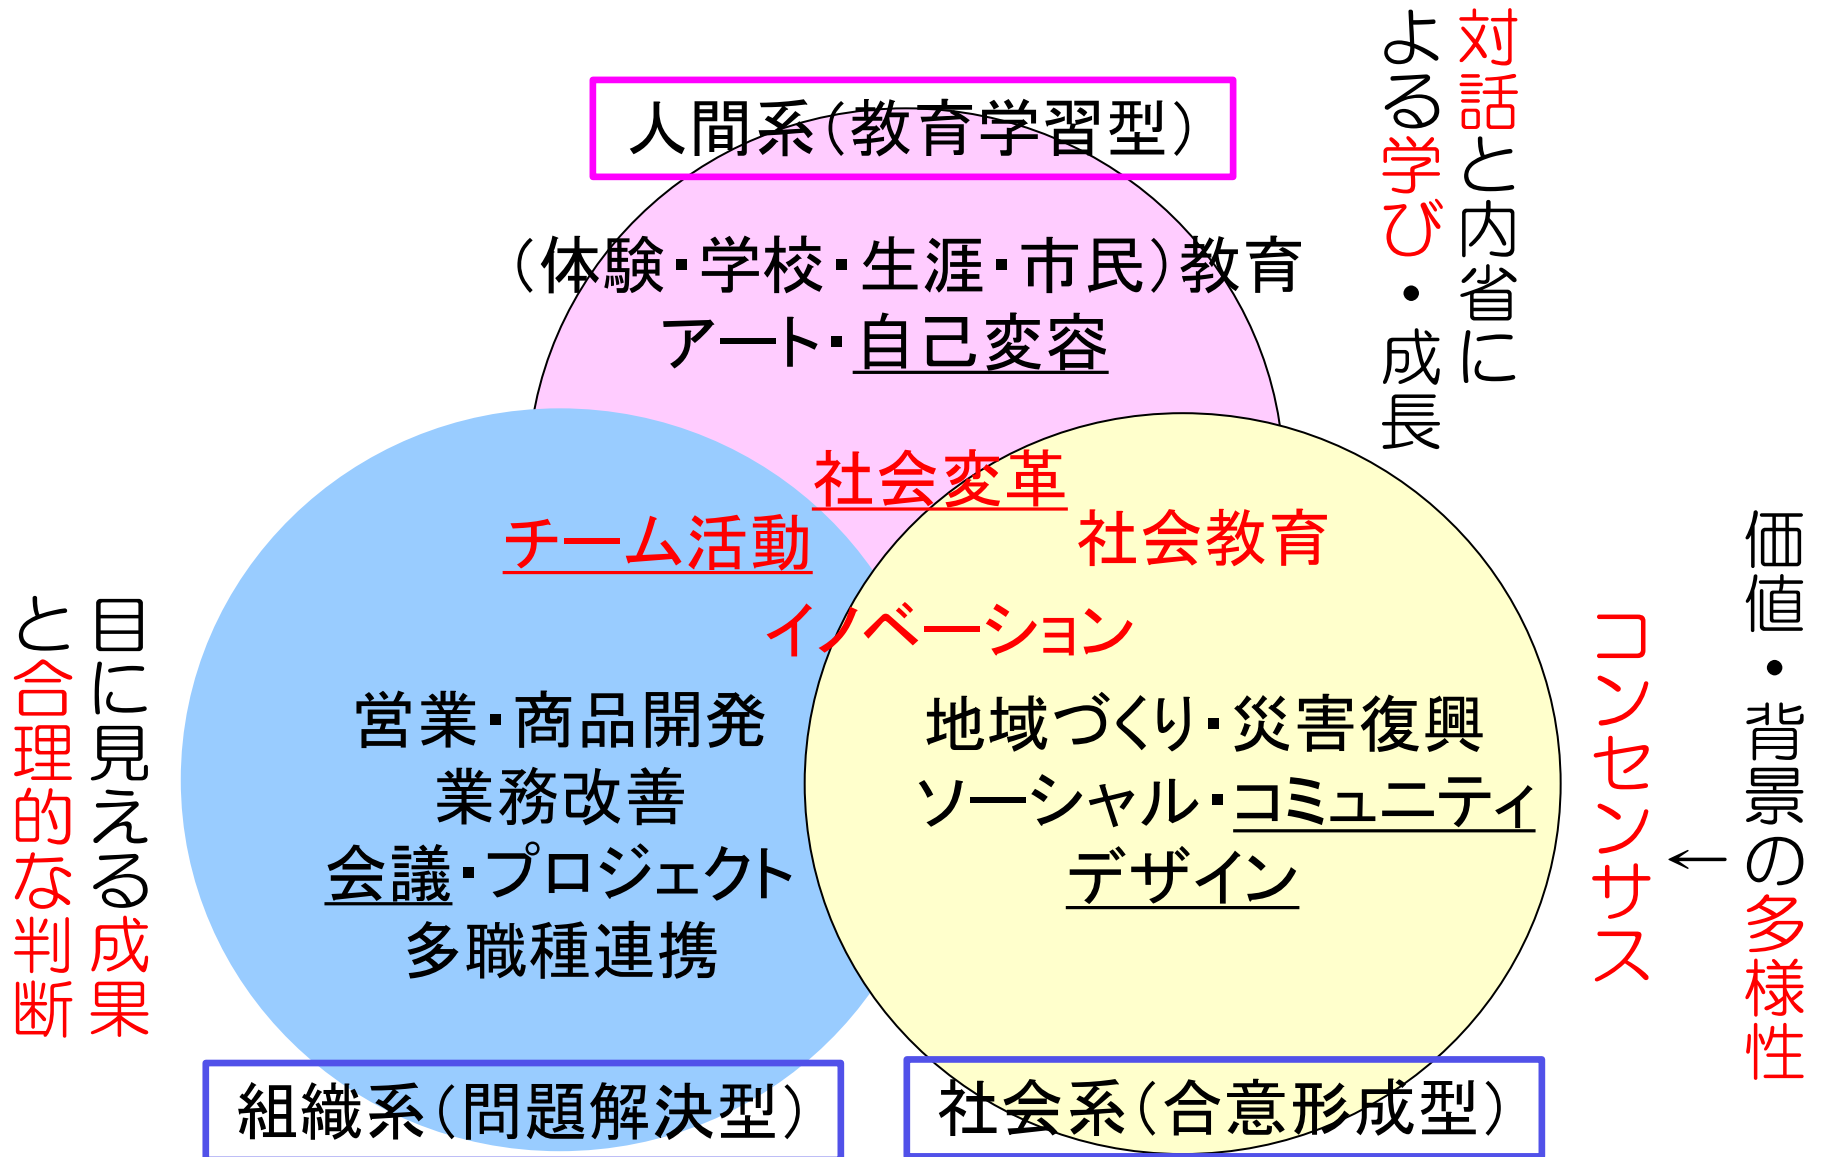 人間系（教育学習型）
（体験・学校・生涯・市民）教育
アート・自己変容
対話と内省に
よる学び・成長
社会変革
チーム活動
社会教育
イノベーション
営業・商品開発
業務改善
会議・プロジェクト
多職種連携
地域づくり・災害復興
ソーシャル・コミュニティ
デザイン
目に見える成果
と合理的な判断
価値・背景の多様性
←
コンセンサス
組織系（問題解決型）
社会系（合意形成型）